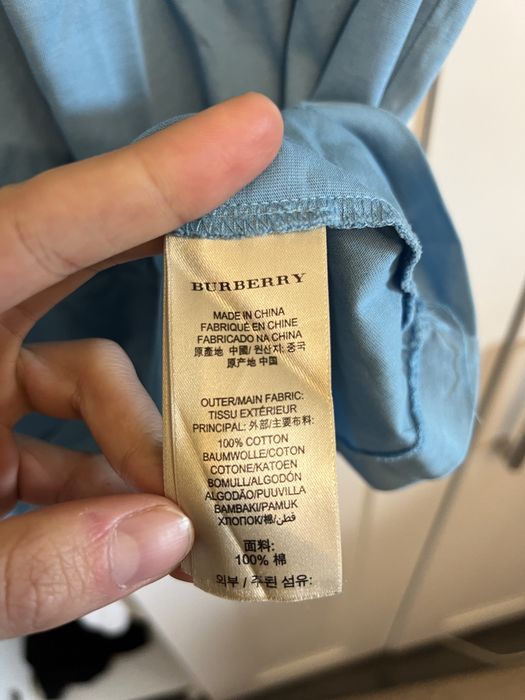 BURBERRY
MADE IN CHINA
FABRIQUÉ EN CHINE
FABRICADO NA CHINA
原產地 中國/ 원산지: 중국
原产地 中国
OUTER/MAIN FABRIC:
TISSU EXTÉRIEUR
PRINCIPAL: 外部/主要布料:
100% COTTON
BAUMWOLLE/COTON
COTONE/KATOEN
BOMULL/ALGODÓN
ALGODÃO/PUUVILLA
BAMBAKI/PAMUK
ХЛОПОК/棉/قطن
面料:
100% 棉
외부 / 주된 섬유: